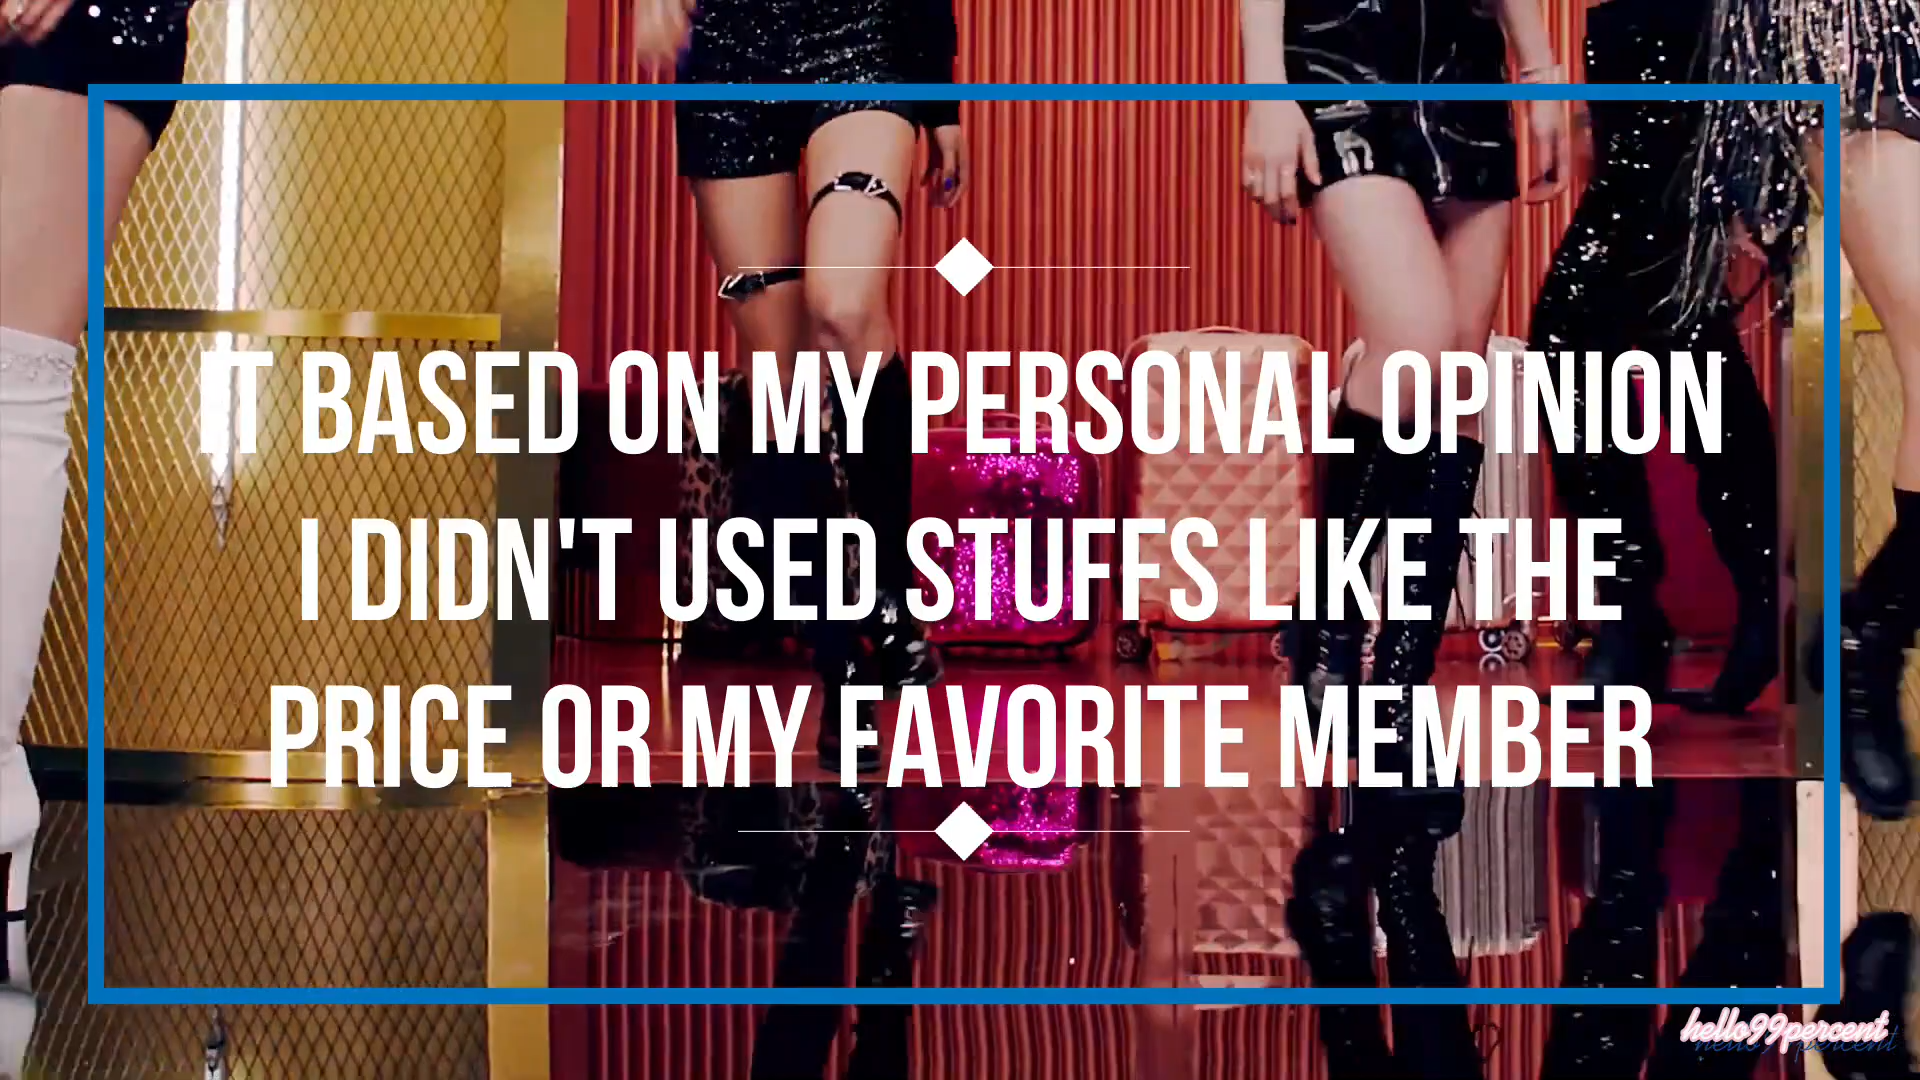 IT BASED ON MY PERSONAL OPINION
I DIDN'T USED STUFFS LIKE THE
PRICE OR MY FAVORITE MEMBER
hello99percent